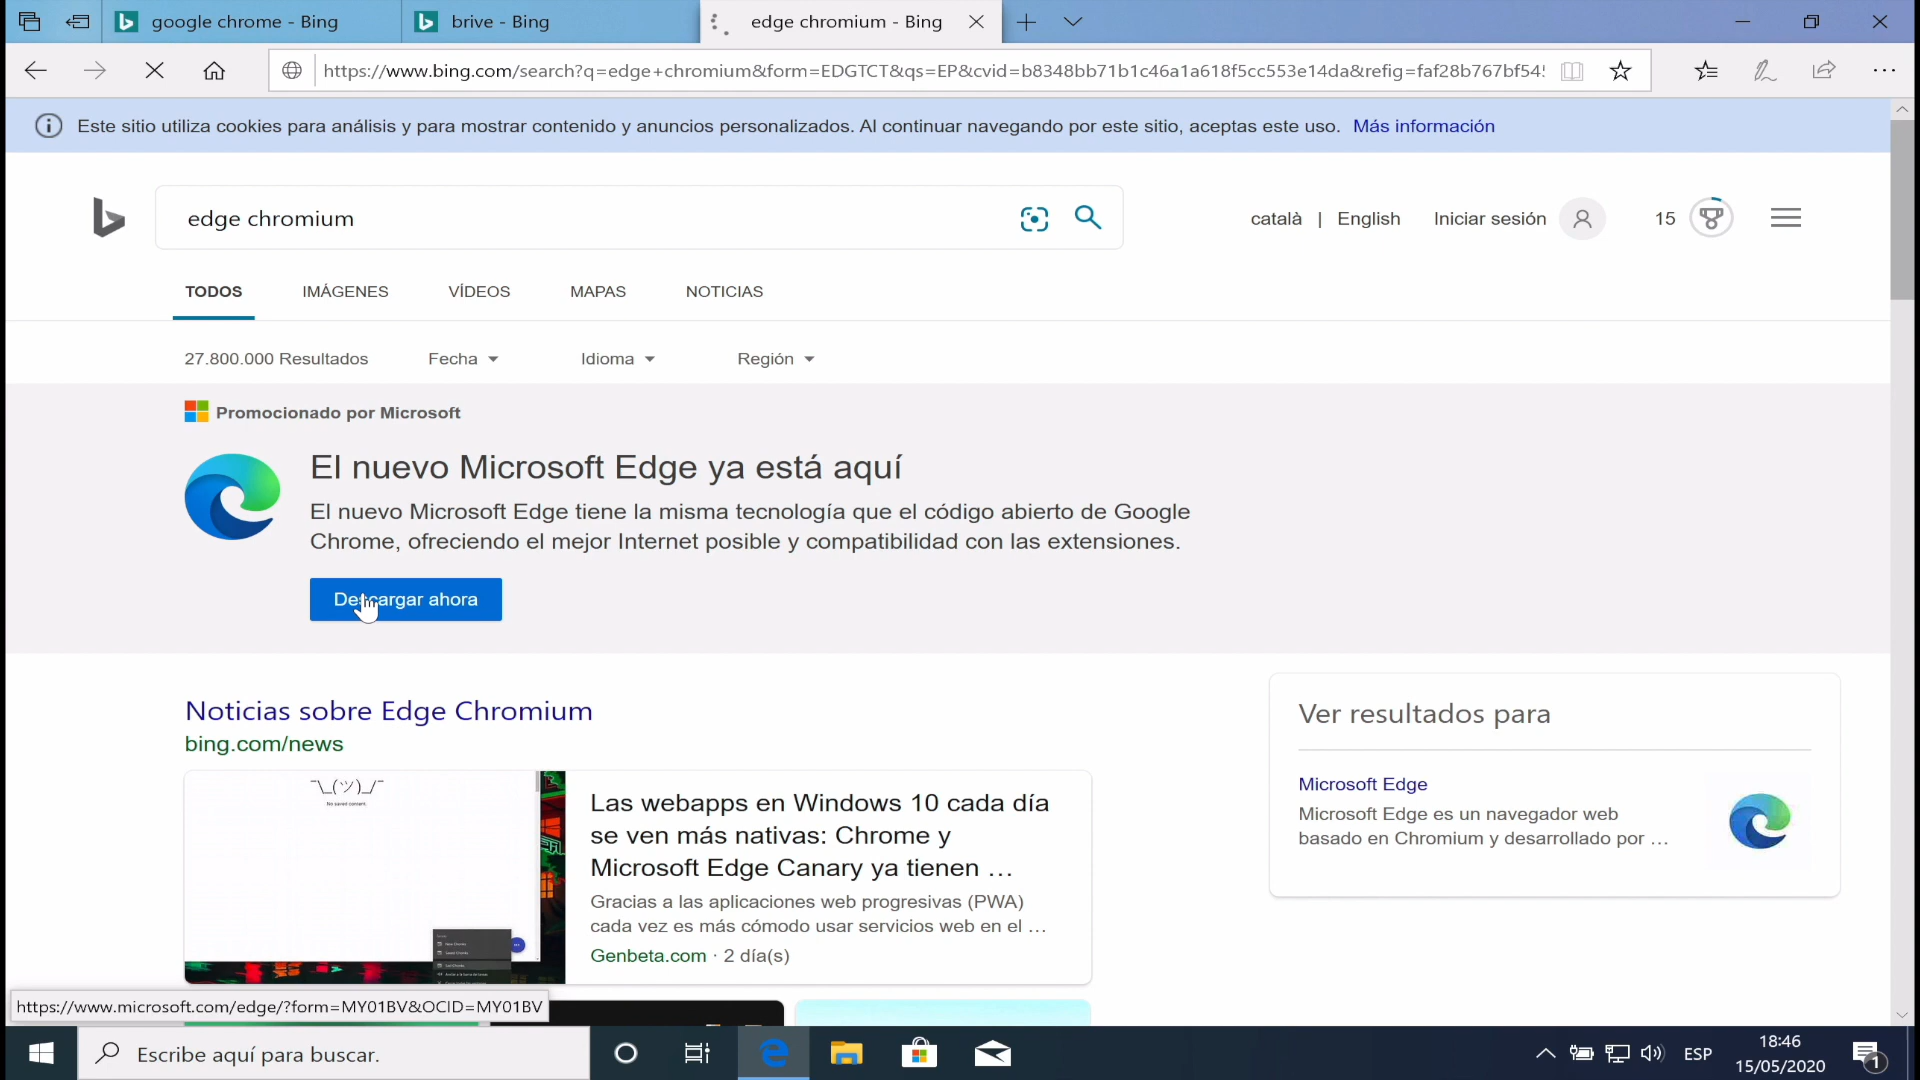 google chrome - Bing
brive - Bing
edge chromium - Bing
https://www.bing.com/search?q=edge+chromium&form=EDGTCT&qs=EP&cvid=b8348bb71b1c46a1a618f5cc553e14da&refig=faf28b767bf54
Este sitio utiliza cookies para análisis y para mostrar contenido y anuncios personalizados. Al continuar navegando por este sitio, aceptas este uso. Más información
edge chromium
català | English Iniciar sesión 15
TODOS IMÁGENES VÍDEOS MAPAS NOTICIAS
27.800.000 Resultados Fecha Idioma Región
Promocionado por Microsoft
El nuevo Microsoft Edge ya está aquí
El nuevo Microsoft Edge tiene la misma tecnología que el código abierto de Google
Chrome, ofreciendo el mejor Internet posible y compatibilidad con las extensiones.
Descargar ahora
Noticias sobre Edge Chromium
bing.com/news
¯\_(ツ)_/¯
Las webapps en Windows 10 cada día
se ven más nativas: Chrome y
Microsoft Edge Canary ya tienen ...
Gracias a las aplicaciones web progresivas (PWA)
cada vez es más cómodo usar servicios web en el ...
Genbeta.com · 2 día(s)
Ver resultados para
Microsoft Edge
Microsoft Edge es un navegador web
basado en Chromium y desarrollado por ...
https://www.microsoft.com/edge/?form=MY01BV&OCID=MY01BV
Escribe aquí para buscar.
ESP
18:46
15/05/2020
1